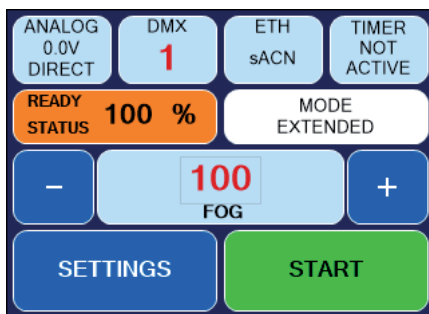 ANALOG
0.0V
DIRECT
DMX
1
ETH
sACN
TIMER
NOT
ACTIVE
READY
STATUS
100 %
MODE
EXTENDED
-
100
FOG
+
SETTINGS
START